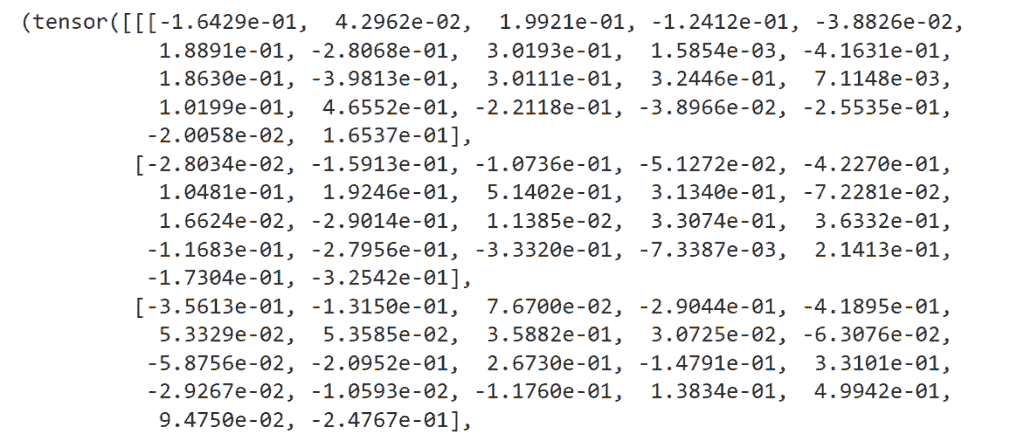 (tensor([[[-1.6429e-01, 4.2962e-02, 1.9921e-01, -1.2412e-01, -3.8826e-02,
1.8891e-01, -2.8068e-01, 3.0193e-01, 1.5854e-03, -4.1631e-01,
1.8630e-01, -3.9813e-01, 3.0111e-01, 3.2446e-01, 7.1148e-03,
1.0199e-01, 4.6552e-01, -2.2118e-01, -3.8966e-02, -2.5535e-01,
-2.0058e-02, 1.6537e-01],
[-2.8034e-02, -1.5913e-01, -1.0736e-01, -5.1272e-02, -4.2270e-01,
1.0481e-01, 1.9246e-01, 5.1402e-01, 3.1340e-01, -7.2281e-02,
1.6624e-02, -2.9014e-01, 1.1385e-02, 3.3074e-01, 3.6332e-01,
-1.1683e-01, -2.7956e-01, -3.3320e-01, -7.3387e-03, 2.1413e-01,
-1.7304e-01, -3.2542e-01],
[-3.5613e-01, -1.3150e-01, 7.6700e-02, -2.9044e-01, -4.1895e-01,
5.3329e-02, 5.3585e-02, 3.5882e-01, 3.0725e-02, -6.3076e-02,
-5.8756e-02, -2.0952e-01, 2.6730e-01, -1.4791e-01, 3.3101e-01,
-2.9267e-02, -1.0593e-02, -1.1760e-01, 1.3834e-01, 4.9942e-01,
9.4750e-02, -2.4767e-01],